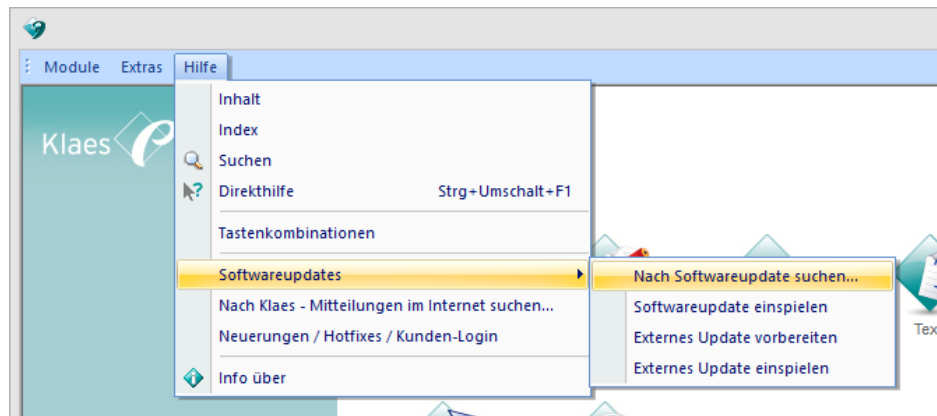 Module Extras Hilfe
Inhalt
Klaes e
Index
Suchen
Direkthilfe Strg+Umschalt+F1
Tastenkombinationen
Softwareupdates
Nach Softwareupdate suchen...
Nach Klaes - Mitteilungen im Internet suchen...
Softwareupdate einspielen
Neuerungen / Hotfixes / Kunden-Login
Externes Update vorbereiten
Externes Update einspielen
Info über